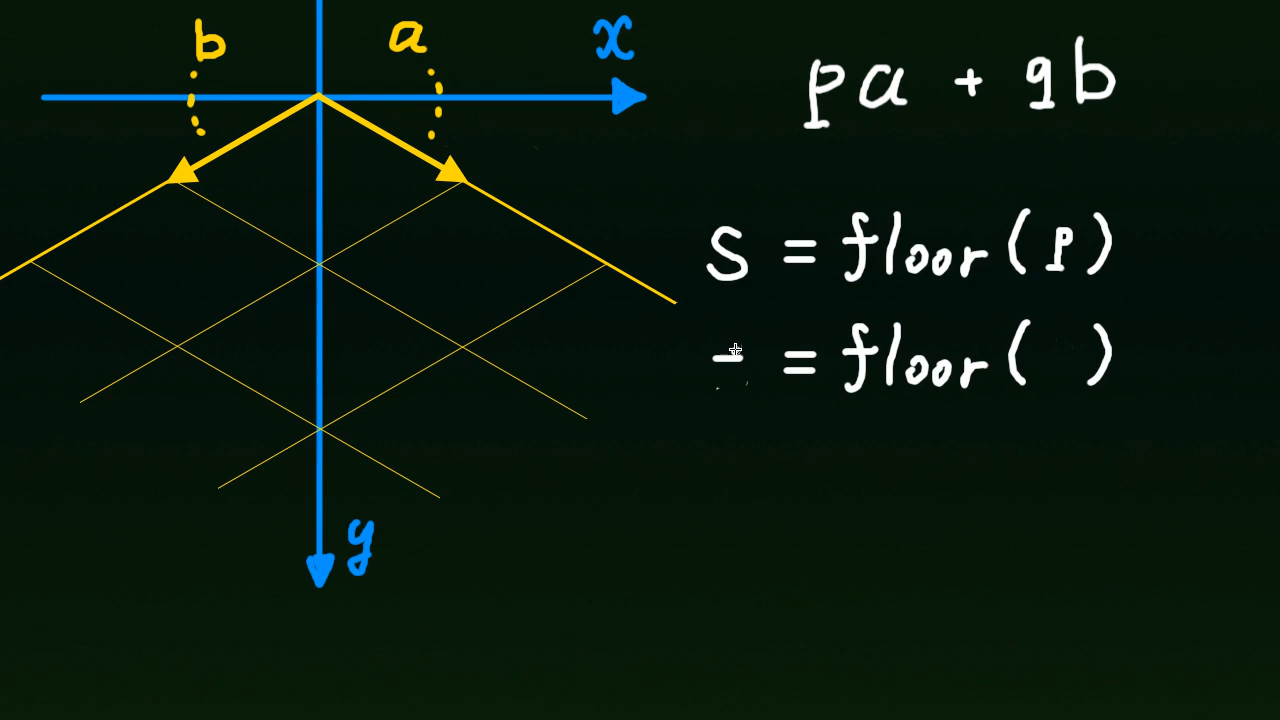 b
a
x
pa + qb
S = floor(p)
- = floor( )
y